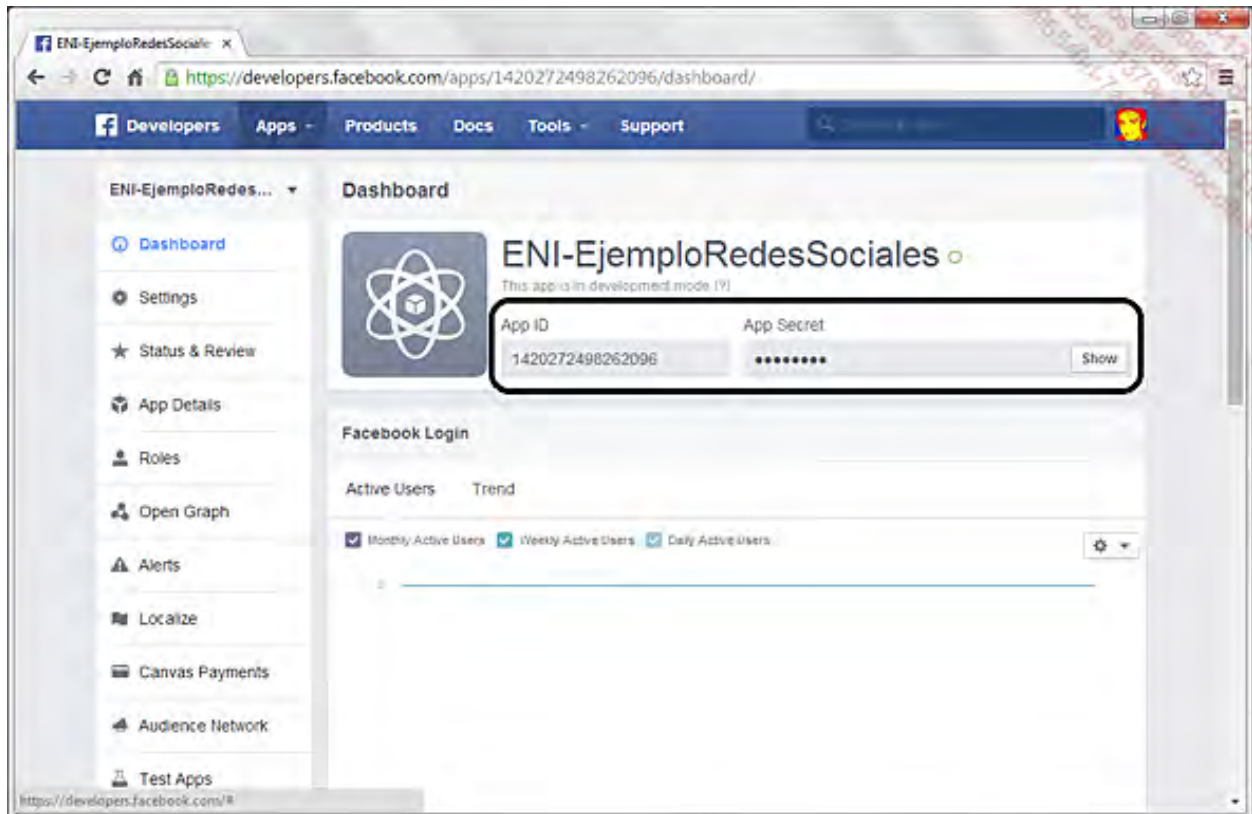 ENI-EjemploRedesSociale
https://developers.facebook.com/apps/1420272498262096/dashboard/
Developers Apps Products Docs Tools Support
ENI-EjemploRedes...
Dashboard
Dashboard
Settings
Status & Review
App Details
Roles
Open Graph
Alerts
Localize
Canvas Payments
Audience Network
Test Apps
ENI-EjemploRedesSociales
This app is in development mode [?]
App ID App Secret
1420272498262096 •••••••• Show
Facebook Login
Active Users Trend
Monthly Active Users Weekly Active Users Daily Active Users
https://developers.facebook.com/#